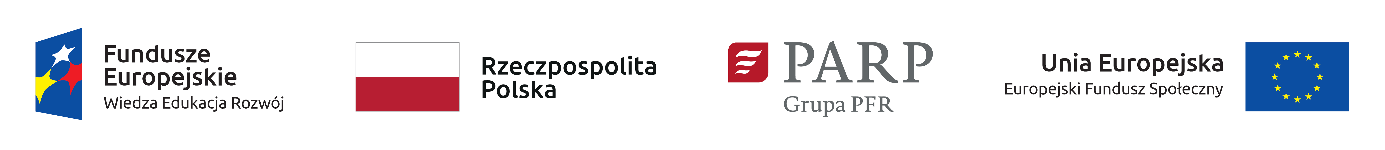 Fundusze
Europejskie
Wiedza Edukacja Rozwój
Rzeczpospolita
Polska
PARP
Grupa PFR
Unia Europejska
Europejski Fundusz Społeczny